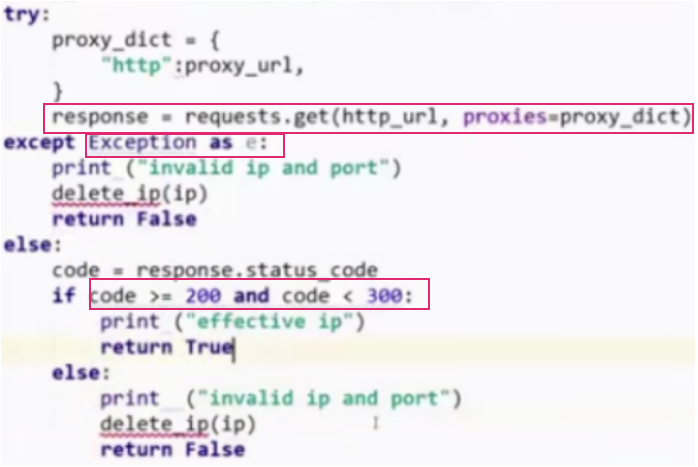 try:
    proxy_dict = {
        "http":proxy_url,
    }
    response = requests.get(http_url, proxies=proxy_dict)
except Exception as e:
    print ("invalid ip and port")
    delete_ip(ip)
    return False
else:
    code = response.status_code
    if code >= 200 and code < 300:
        print ("effective ip")
        return True
    else:
        print  ("invalid ip and port")
        delete_ip(ip)
        return False